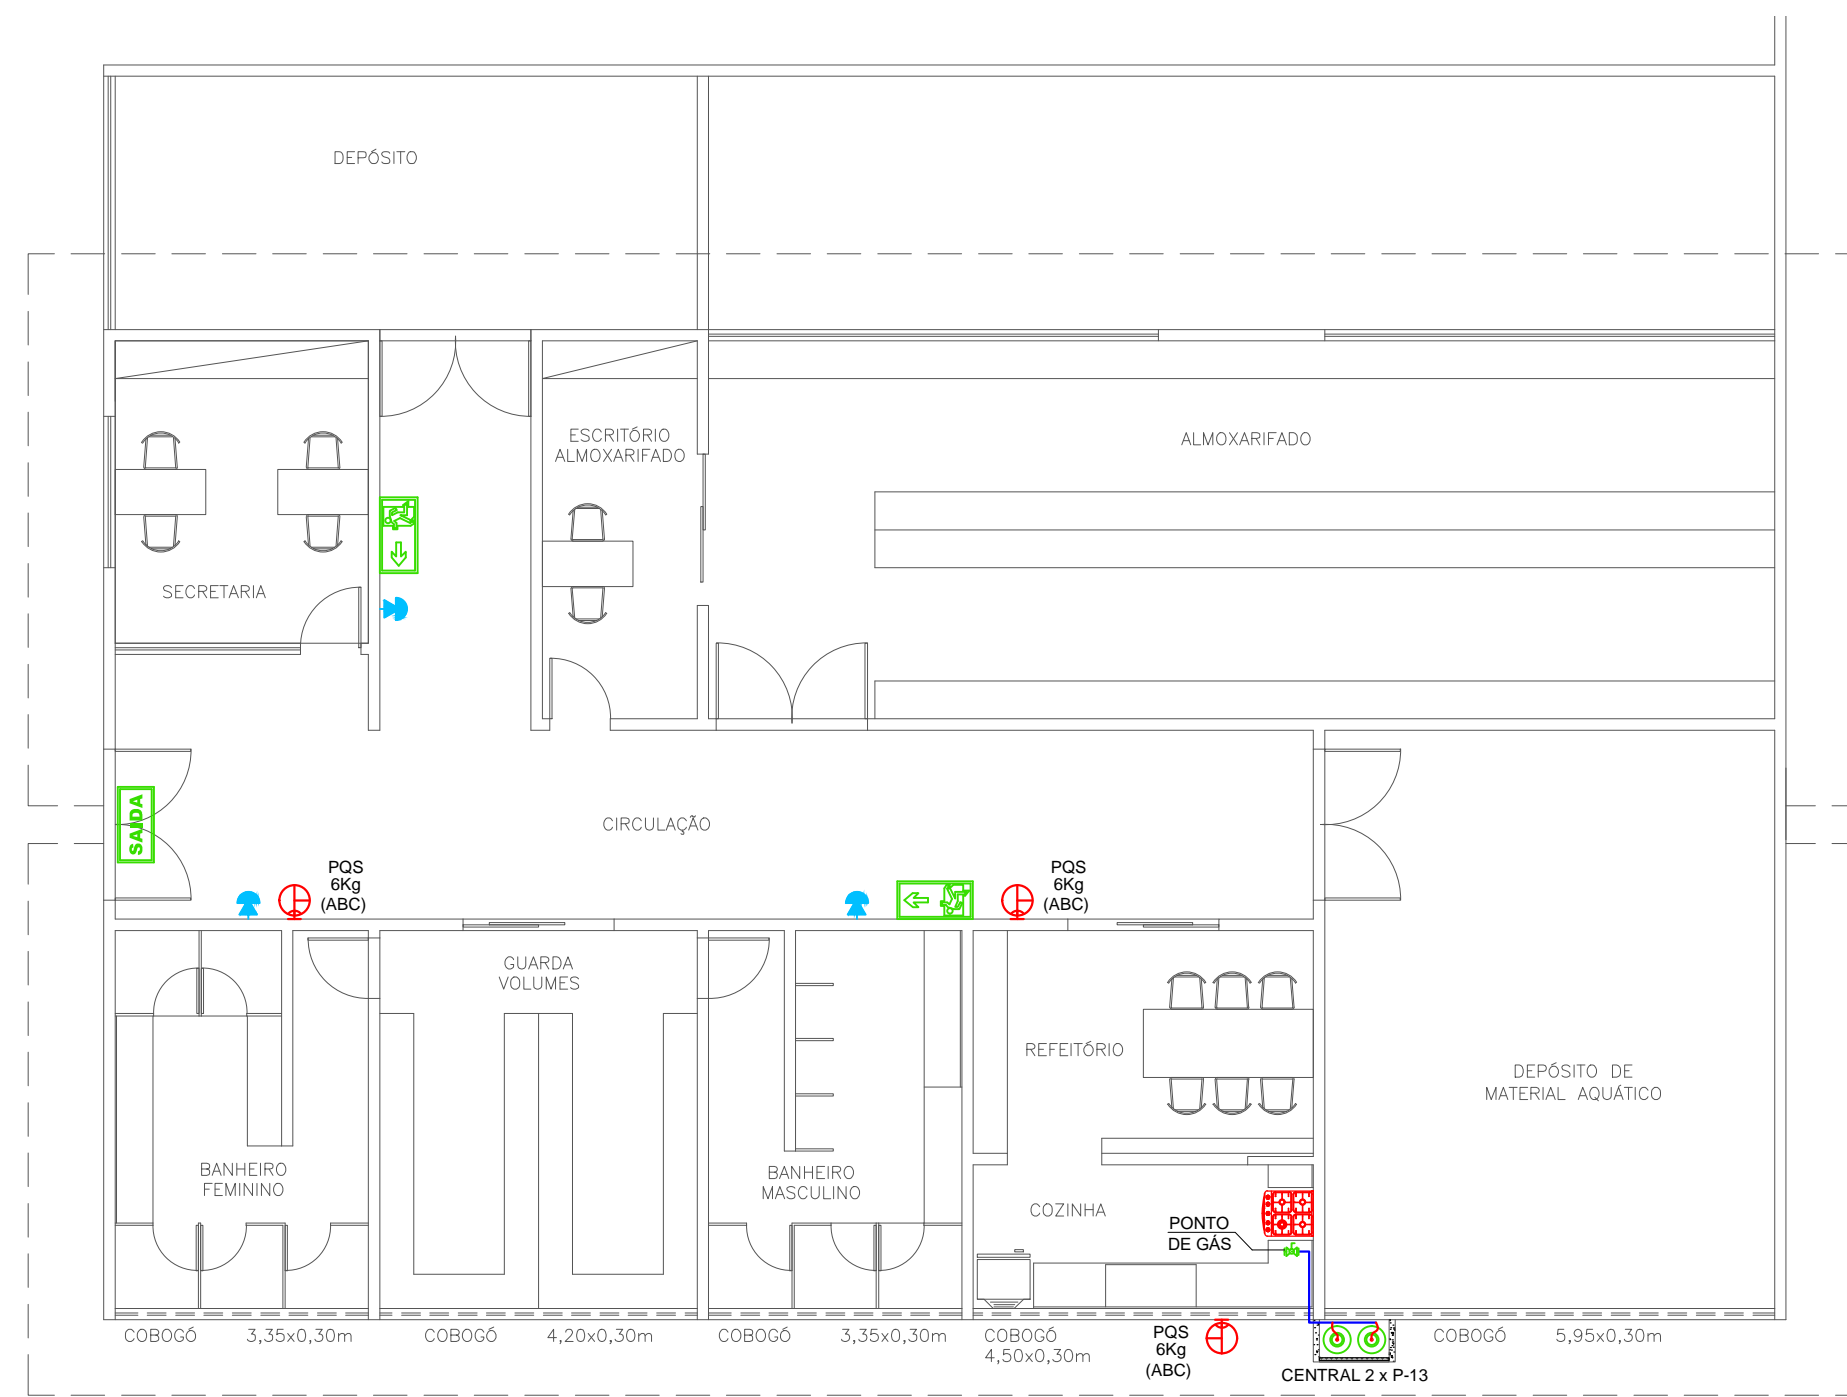 DEPÓSITO
ESCRITÓRIO
ALMOXARIFADO
ALMOXARIFADO
SECRETARIA
SAIDA
CIRCULAÇÃO
PQS
6Kg
(ABC)
PQS
6Kg
(ABC)
GUARDA
VOLUMES
REFEITÓRIO
DEPÓSITO DE
MATERIAL AQUÁTICO
BANHEIRO
FEMININO
BANHEIRO
MASCULINO
COZINHA
PONTO
DE GÁS
COBOGÓ 3,35x0,30m
COBOGÓ 4,20x0,30m
COBOGÓ 3,35x0,30m
COBOGÓ
4,50x0,30m
PQS
6Kg
(ABC)
COBOGÓ 5,95x0,30m
CENTRAL 2 x P-13